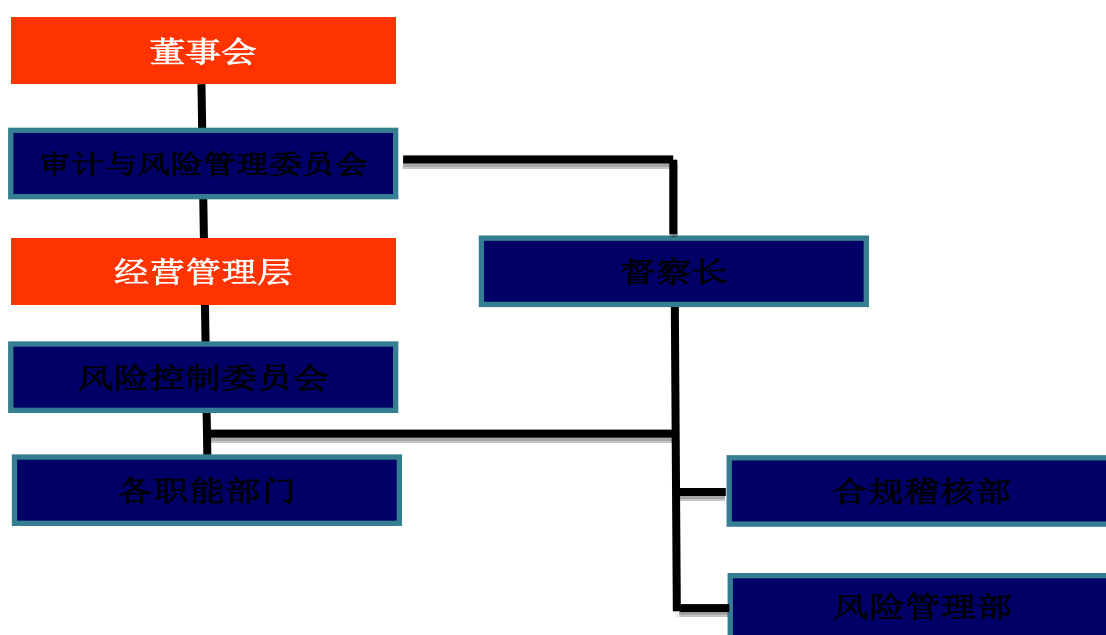 董事会
审计与风险管理委员会
经营管理层
督察长
风险控制委员会
各职能部门
合规稽核部
风险管理部